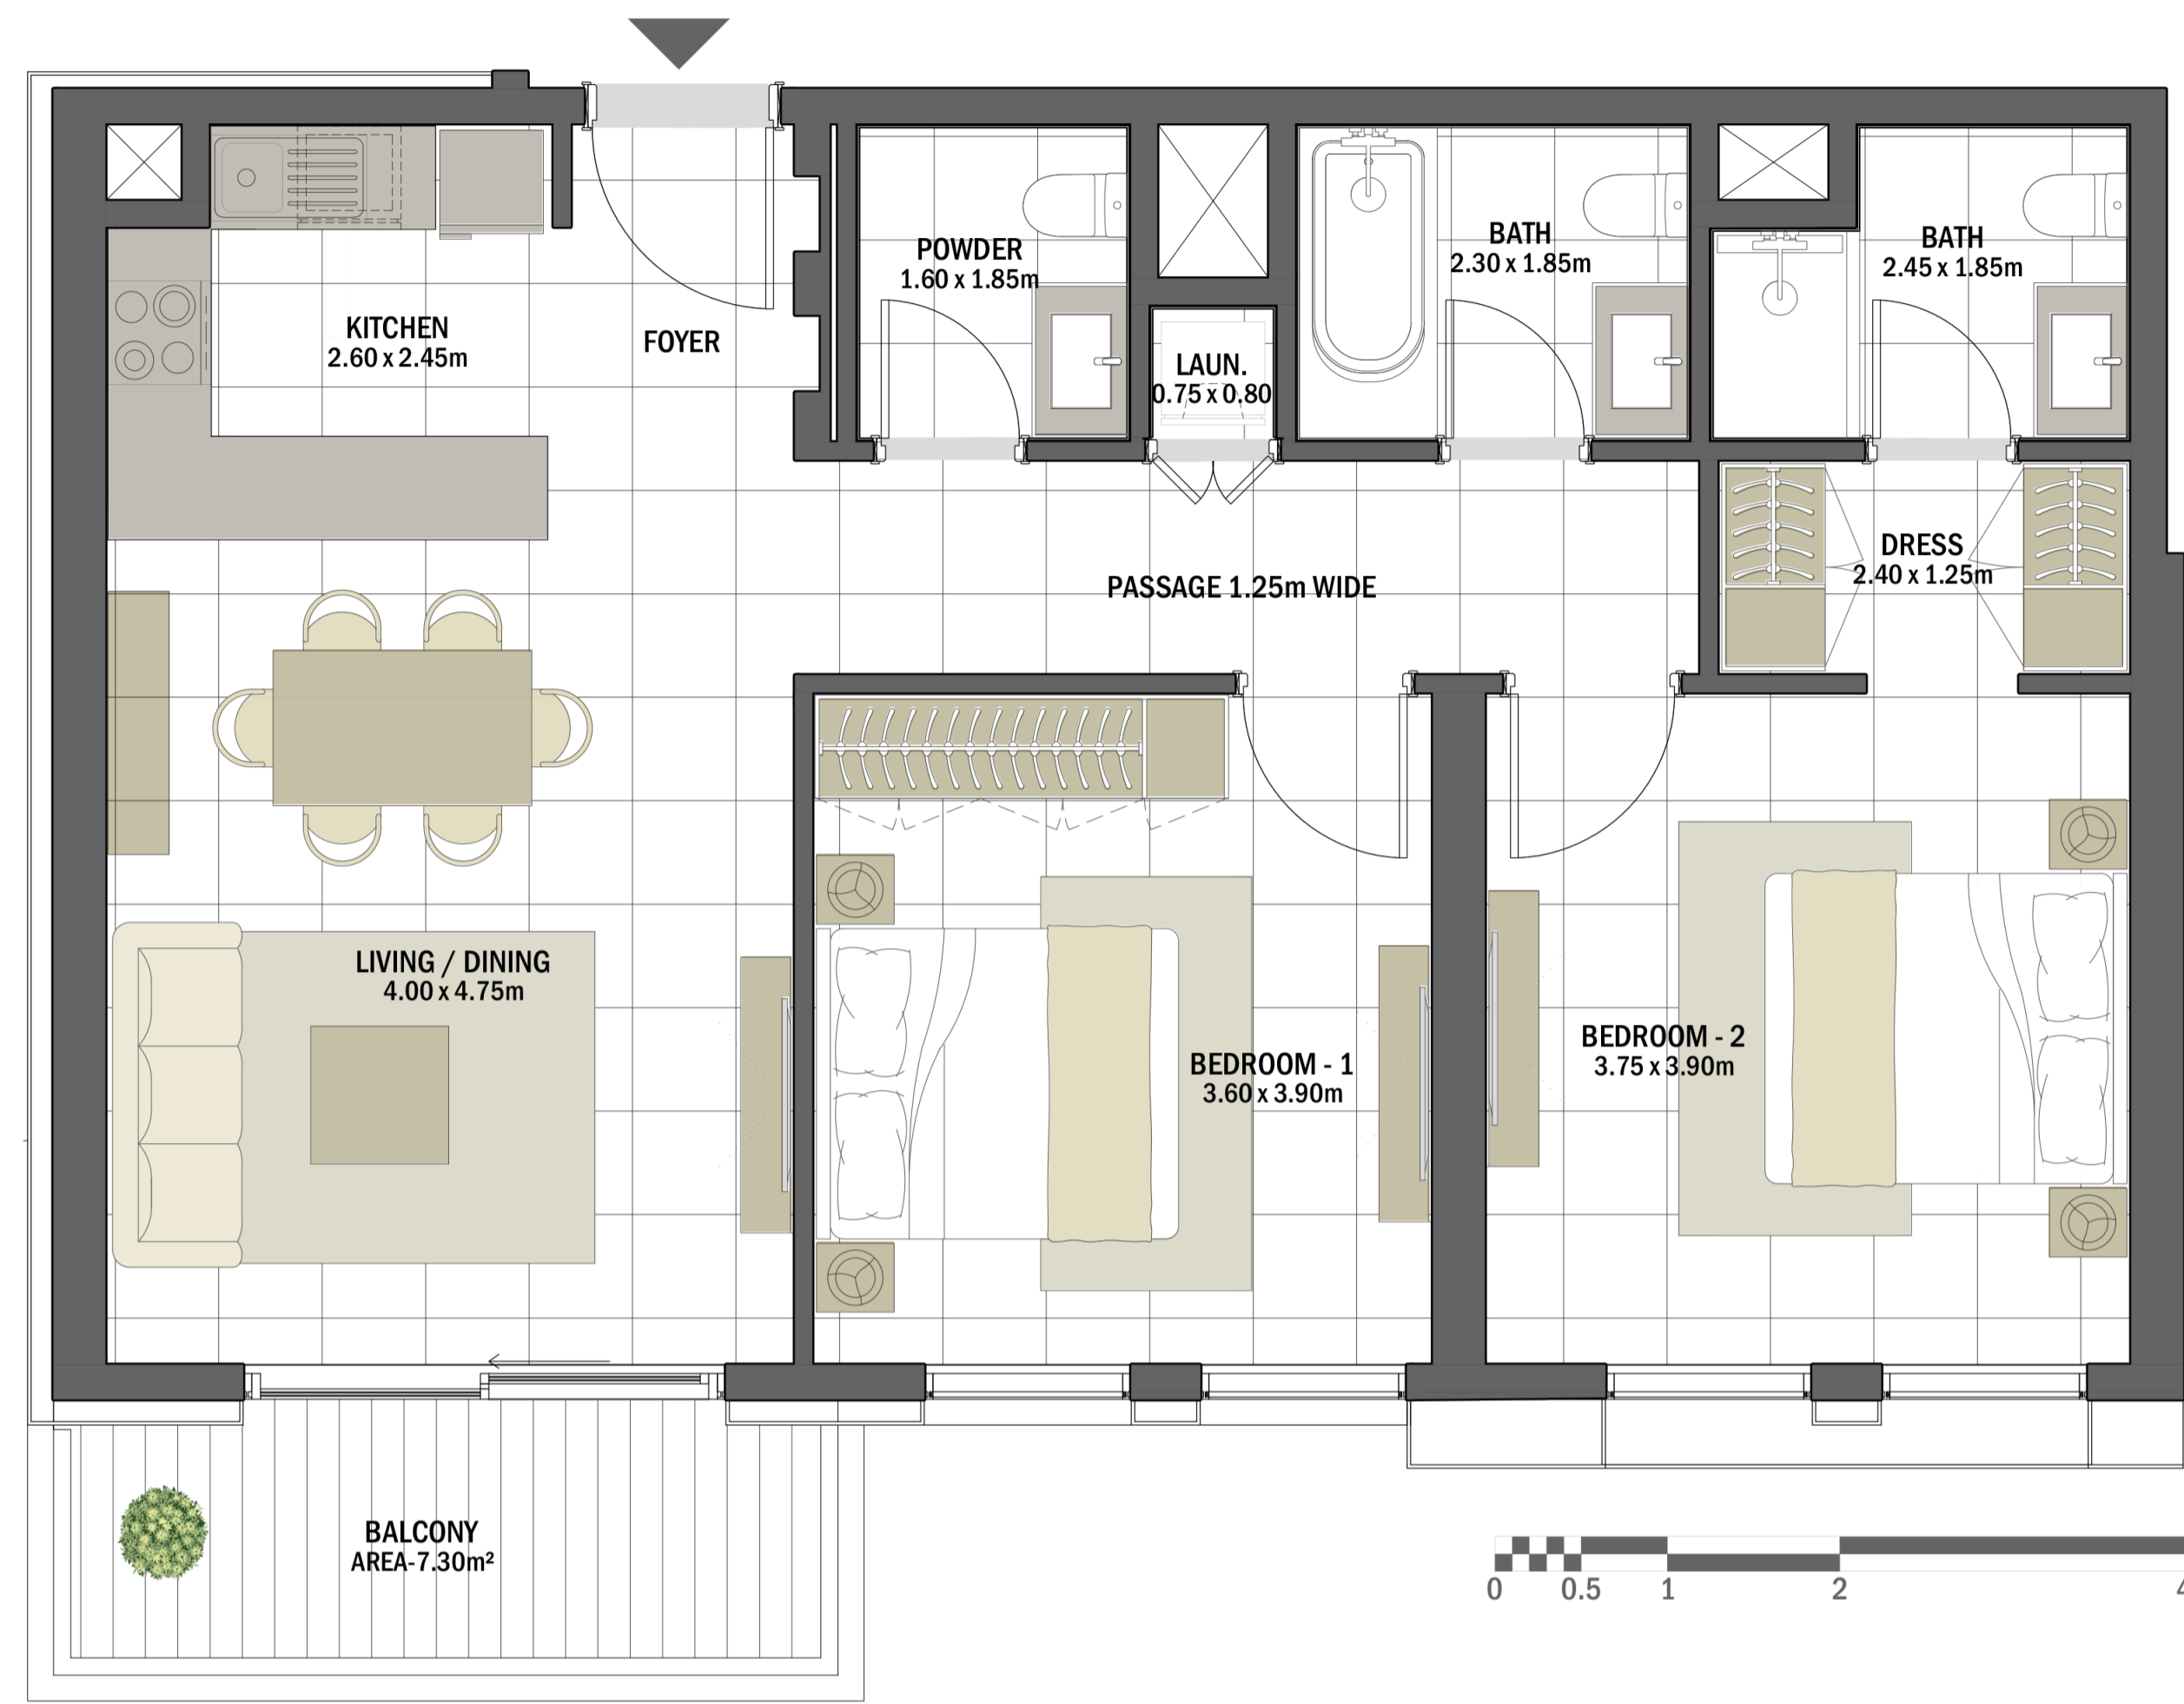 POWDER
1.60 x 1.85m
BATH
2.30 x 1.85m
BATH
2.45 x 1.85m
KITCHEN
2.60 x 2.45m
FOYER
LAUN.
0.75 x 0.80
DRESS
2.40 x 1.25m
PASSAGE 1.25m WIDE
LIVING / DINING
4.00 x 4.75m
BEDROOM - 1
3.60 x 3.90m
BEDROOM - 2
3.75 x 3.90m
BALCONY
AREA-7.30m²
0 0.5 1 2